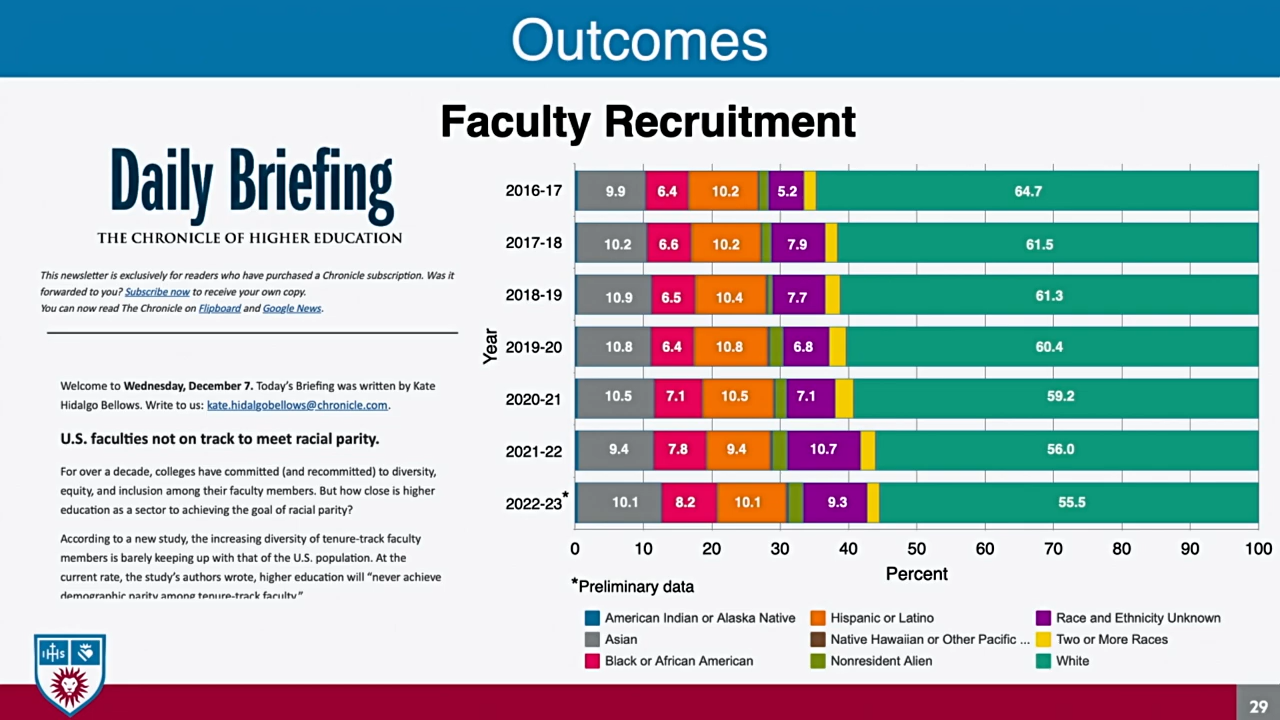 Outcomes
Faculty Recruitment
Daily Briefing
THE CHRONICLE OF HIGHER EDUCATION
This newsletter is exclusively for readers who have purchased a Chronicle subscription. Was it
forwarded to you? Subscribe now to receive your own copy.
You can now read The Chronicle on Flipboard and Google News.
Welcome to Wednesday, December 7. Today's Briefing was written by Kate
Hidalgo Bellows. Write to us: kate.hidalgobellows@chronicle.com.
U.S. faculties not on track to meet racial parity.
For over a decade, colleges have committed (and recommitted) to diversity,
equity, and inclusion among their faculty members. But how close is higher
education as a sector to achieving the goal of racial parity?
According to a new study, the increasing diversity of tenure-track faculty
members is barely keeping up with that of the U.S. population. At the
current rate, the study's authors wrote, higher education will "never achieve
demographic parity among tenure-track faculty."
Year
2016-17 9.9 6.4 10.2 5.2 64.7
2017-18 10.2 6.6 10.2 7.9 61.5
2018-19 10.9 6.5 10.4 7.7 61.3
2019-20 10.8 6.4 10.8 6.8 60.4
2020-21 10.5 7.1 10.5 7.1 59.2
2021-22 9.4 7.8 9.4 10.7 56.0
2022-23* 10.1 8.2 10.1 9.3 55.5
0 10 20 30 40 50 60 70 80 90 100
Percent
*Preliminary data
American Indian or Alaska Native Hispanic or Latino Race and Ethnicity Unknown
Asian Native Hawaiian or Other Pacific ... Two or More Races
Black or African American Nonresident Alien White
IHS
29